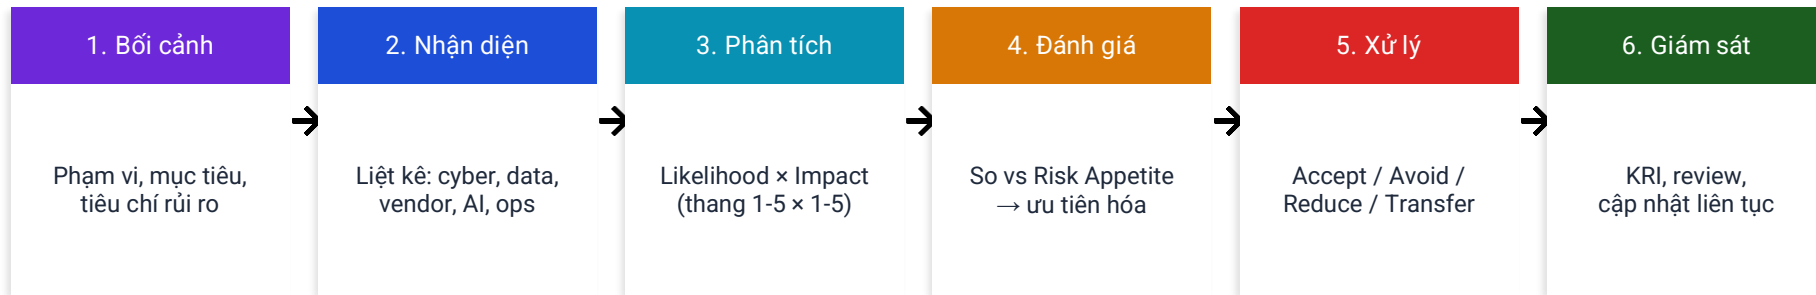 1. Bối cảnh
Phạm vi, mục tiêu,
tiêu chí rủi ro
2. Nhận diện
Liệt kê: cyber, data,
vendor, AI, ops
3. Phân tích
Likelihood × Impact
(thang 1-5 × 1-5)
4. Đánh giá
So vs Risk Appetite
→ ưu tiên hóa
5. Xử lý
Accept / Avoid /
Reduce / Transfer
6. Giám sát
KRI, review,
cập nhật liên tục